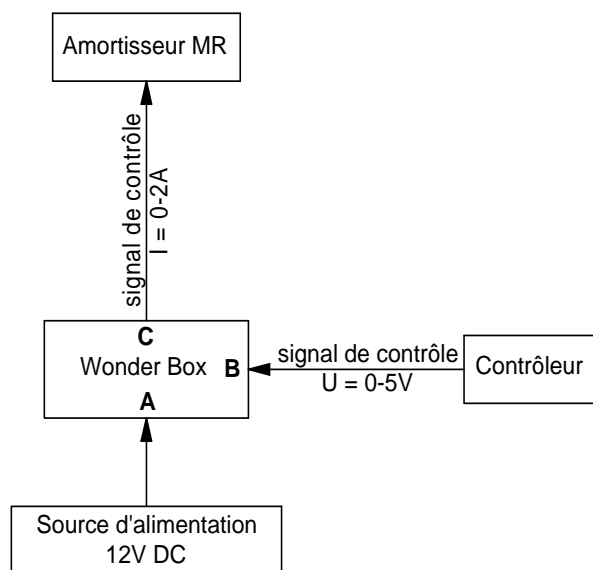 Amortisseur MR
signal de contrôle
I = 0-2A
C
Wonder Box
B
A
signal de contrôle
U = 0-5V
Contrôleur
Source d'alimentation
12V DC